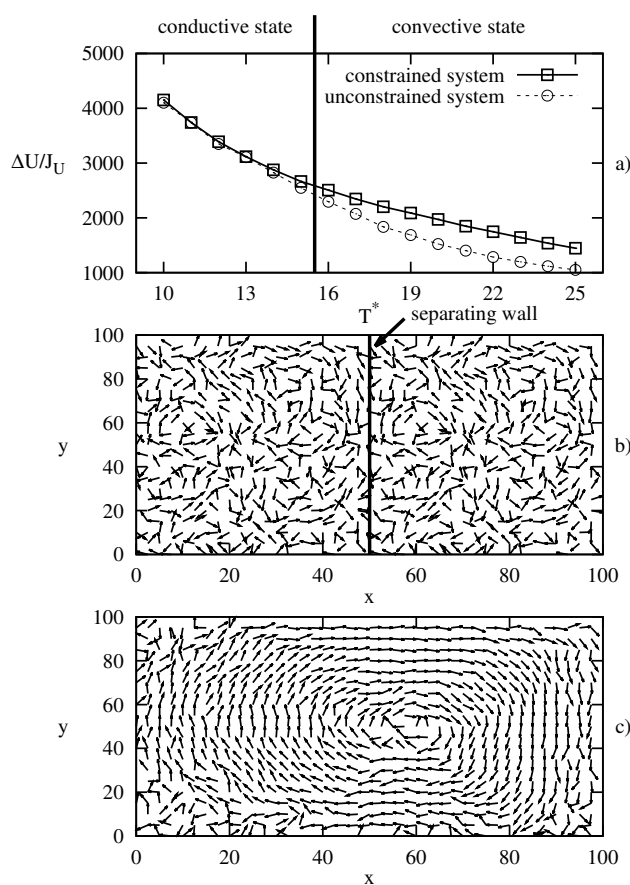 conductive state convective state
5000
4000
3000
2000
1000
ΔU/J_U
constrained system
unconstrained system
a)
10 13 16 19 22 25
T* separating wall
100
80
60
40
20
0
y
b)
0 20 40 60 80 100
x
100
80
60
40
20
0
y
c)
0 20 40 60 80 100
x